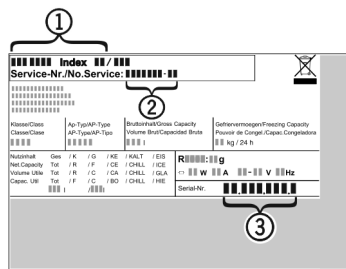 1
Index /
Service-Nr./No.Service: -
2
Klasse/Class
Classe/Clase
Ap-Typ/AP-Type
AP-Type/AP-Tipo
Bruttoinhalt/Gross Capacity
Volume Brut/Capacidad Bruta
l
Gefriervermoegen/Freezing Capacity
Pouvoir de Congel./Capac.Congeladora
kg / 24 h
Nutzinhalt Ges / K / G / KE / KALT / EIS
Net Capacity Tot / R / F / CE / CHILL / ICE
Volume Utile Tot / R / C / CA / CHILL / GLA
Capac. Util Tot / F / C / BO / CHILL / HIE
l / l
R : g
W A - V Hz
Serial-Nr. . . .
3